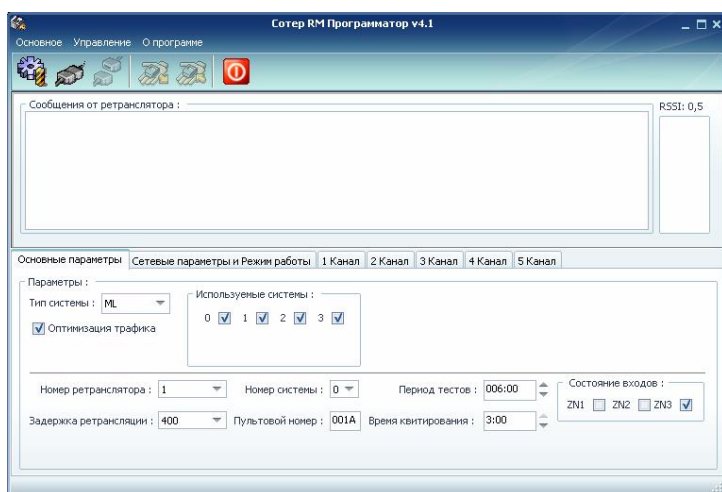 Сотер RM Программатор v4.1
Основное Управление О программе
Сообщения от ретранслятора :
RSSI: 0,5
Основные параметры Сетевые параметры и Режим работы 1 Канал 2 Канал 3 Канал 4 Канал 5 Канал
Параметры :
Тип системы : ML
Используемые системы :
0 1 2 3
Оптимизация трафика
Номер ретранслятора : 1 Номер системы : 0 Период тестов : 006:00
Состояние входов :
ZN1 ZN2 ZN3
Задержка ретрансляции : 400 Пультовой номер : 001A Время квитирования : 3:00